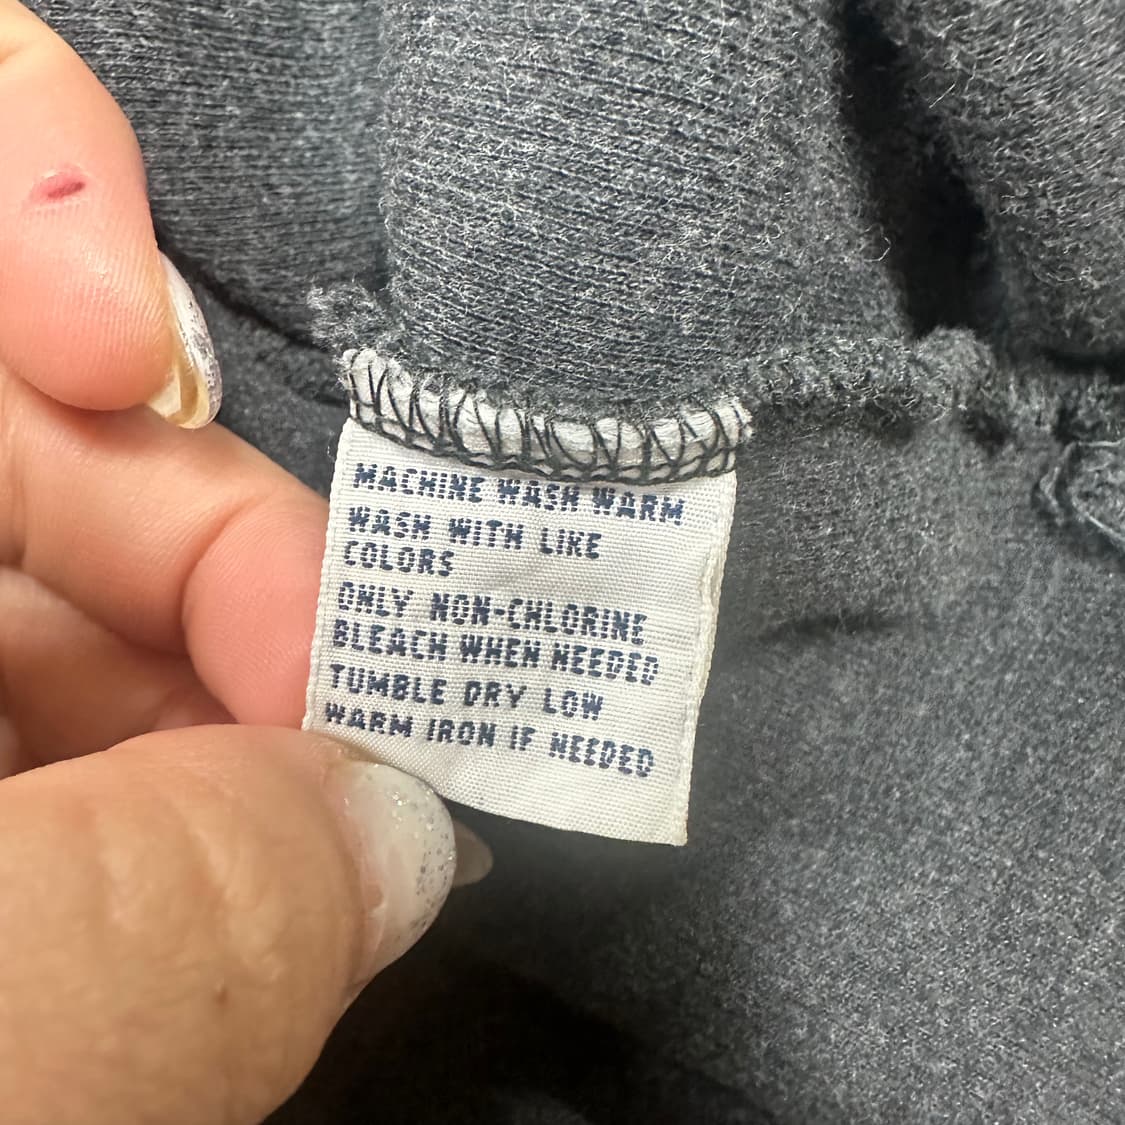 MACHINE WASH WARM
WASH WITH LIKE
COLORS
ONLY NON-CHLORINE
BLEACH WHEN NEEDED
TUMBLE DRY LOW
WARM IRON IF NEEDED